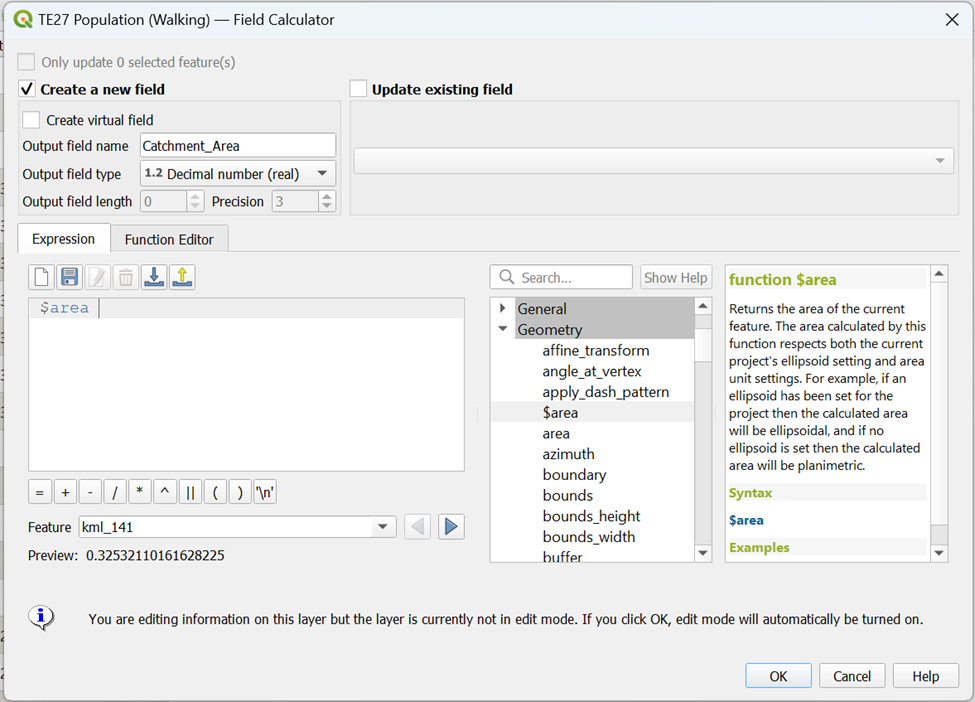 TE27 Population (Walking) — Field Calculator
Only update 0 selected feature(s)
Create a new field
Update existing field
Create virtual field
Output field name Catchment_Area
Output field type 1.2 Decimal number (real)
Output field length 0 Precision 3
Expression Function Editor
$area
= + - / * ^ || ( ) '\n'
Feature kml_141
Preview: 0.32532110161628225
Search... Show Help
General
Geometry
affine_transform
angle_at_vertex
apply_dash_pattern
$area
area
azimuth
boundary
bounds
bounds_height
bounds_width
buffer
function $area
Returns the area of the current
feature. The area calculated by this
function respects both the current
project's ellipsoid setting and area
unit settings. For example, if an
ellipsoid has been set for the
project then the calculated area
will be ellipsoidal, and if no
ellipsoid is set then the calculated
area will be planimetric.
Syntax
$area
Examples
You are editing information on this layer but the layer is currently not in edit mode. If you click OK, edit mode will automatically be turned on.
OK Cancel Help